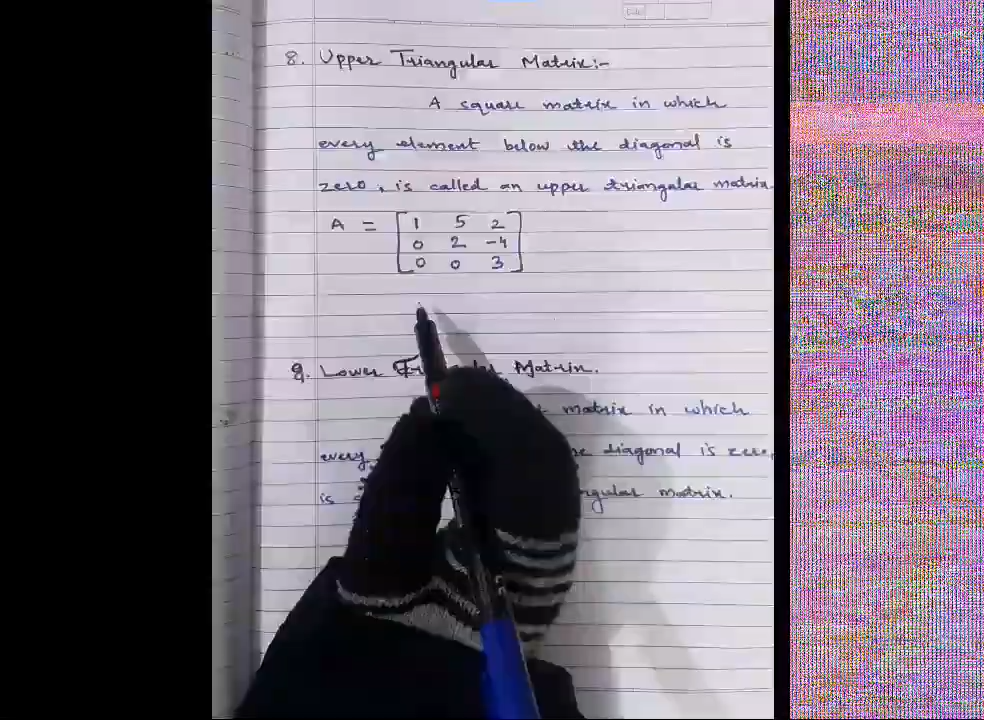 8. Upper Triangular Matrix:-
A square matrix in which
every element below the diagonal is
zero, is called an upper triangular matrix.
A = [ 1 5 2
0 2 -4
0 0 3 ]
9. Lower Matrix.
matrix in which
every diagonal is zero,
is matrix.